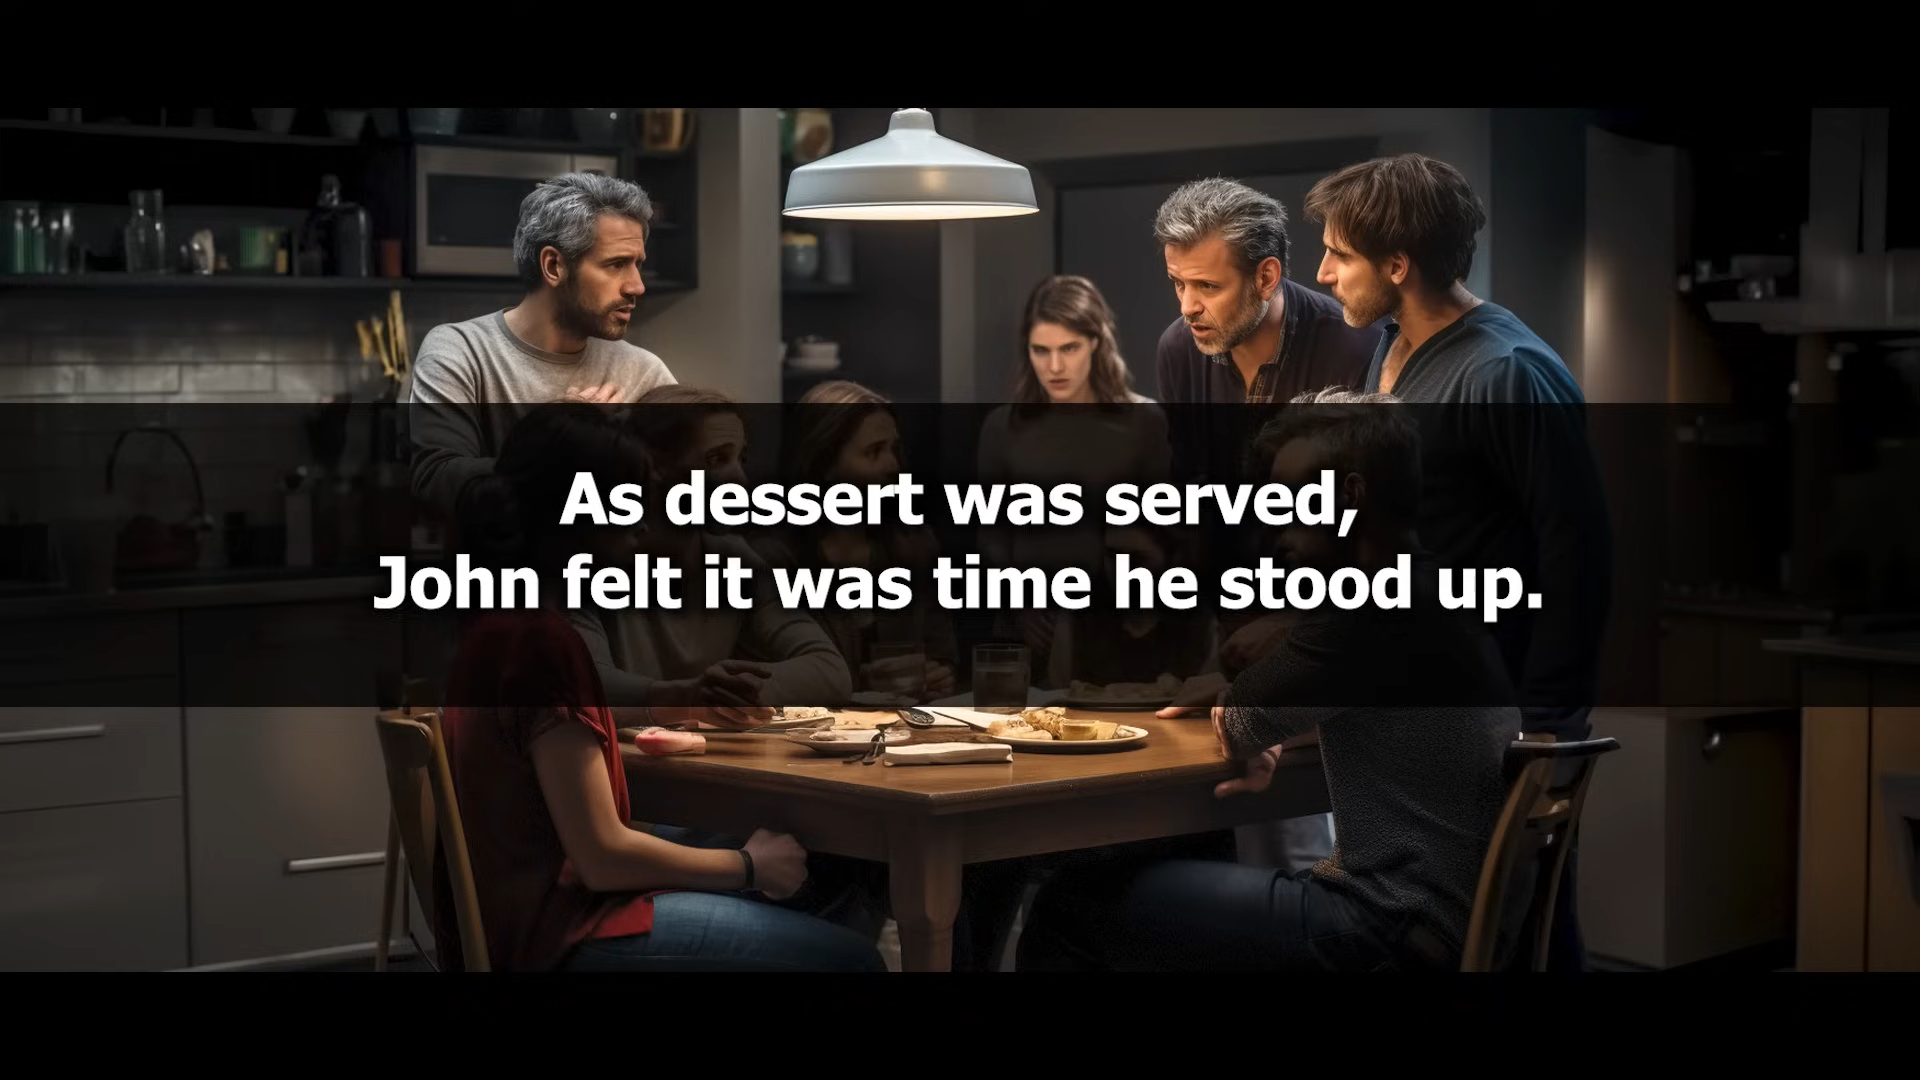 As dessert was served,
John felt it was time he stood up.